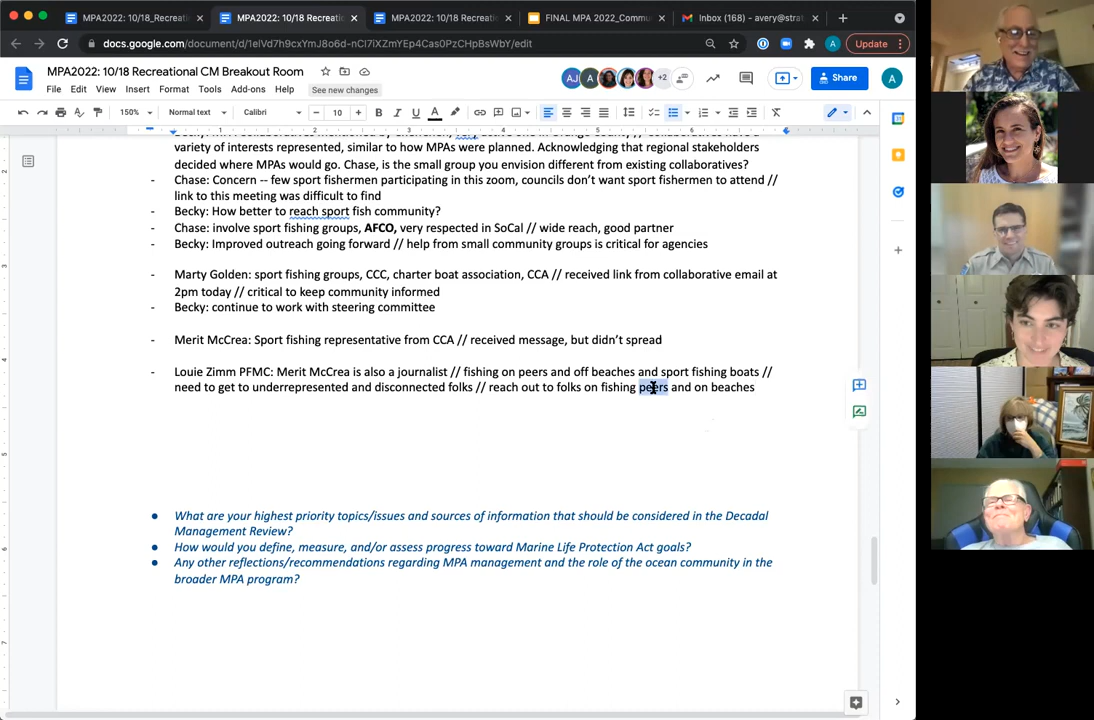 MPA2022: 10/18 Recreati
MPA2022: 10/18 Recreatio
MPA2022: 10/18 Recreatio
FINAL MPA 2022_Commu
Inbox (168) – avery@strat
docs.google.com/document/d/1elVd7h9cxYmJ8o6d-nCl7iXZmYEp4Cas0PzCHpBsWbY/edit
Update
MPA2022: 10/18 Recreational CM Breakout Room
File Edit View Insert Format Tools Add-ons Help See new changes
AJ A +2 Share A
150% Normal text Calibri 10
variety of interests represented, similar to how MPAs were planned. Acknowledging that regional stakeholders
decided where MPAs would go. Chase, is the small group you envision different from existing collaboratives?
- Chase: Concern -- few sport fishermen participating in this zoom, councils don't want sport fishermen to attend //
link to this meeting was difficult to find
- Becky: How better to reach sport fish community?
- Chase: involve sport fishing groups, AFCO, very respected in SoCal // wide reach, good partner
- Becky: Improved outreach going forward // help from small community groups is critical for agencies
- Marty Golden: sport fishing groups, CCC, charter boat association, CCA // received link from collaborative email at
2pm today // critical to keep community informed
- Becky: continue to work with steering committee
- Merit McCrea: Sport fishing representative from CCA // received message, but didn't spread
- Louie Zimm PFMC: Merit McCrea is also a journalist // fishing on peers and off beaches and sport fishing boats //
need to get to underrepresented and disconnected folks // reach out to folks on fishing peers and on beaches
● What are your highest priority topics/issues and sources of information that should be considered in the Decadal
Management Review?
● How would you define, measure, and/or assess progress toward Marine Life Protection Act goals?
● Any other reflections/recommendations regarding MPA management and the role of the ocean community in the
broader MPA program?